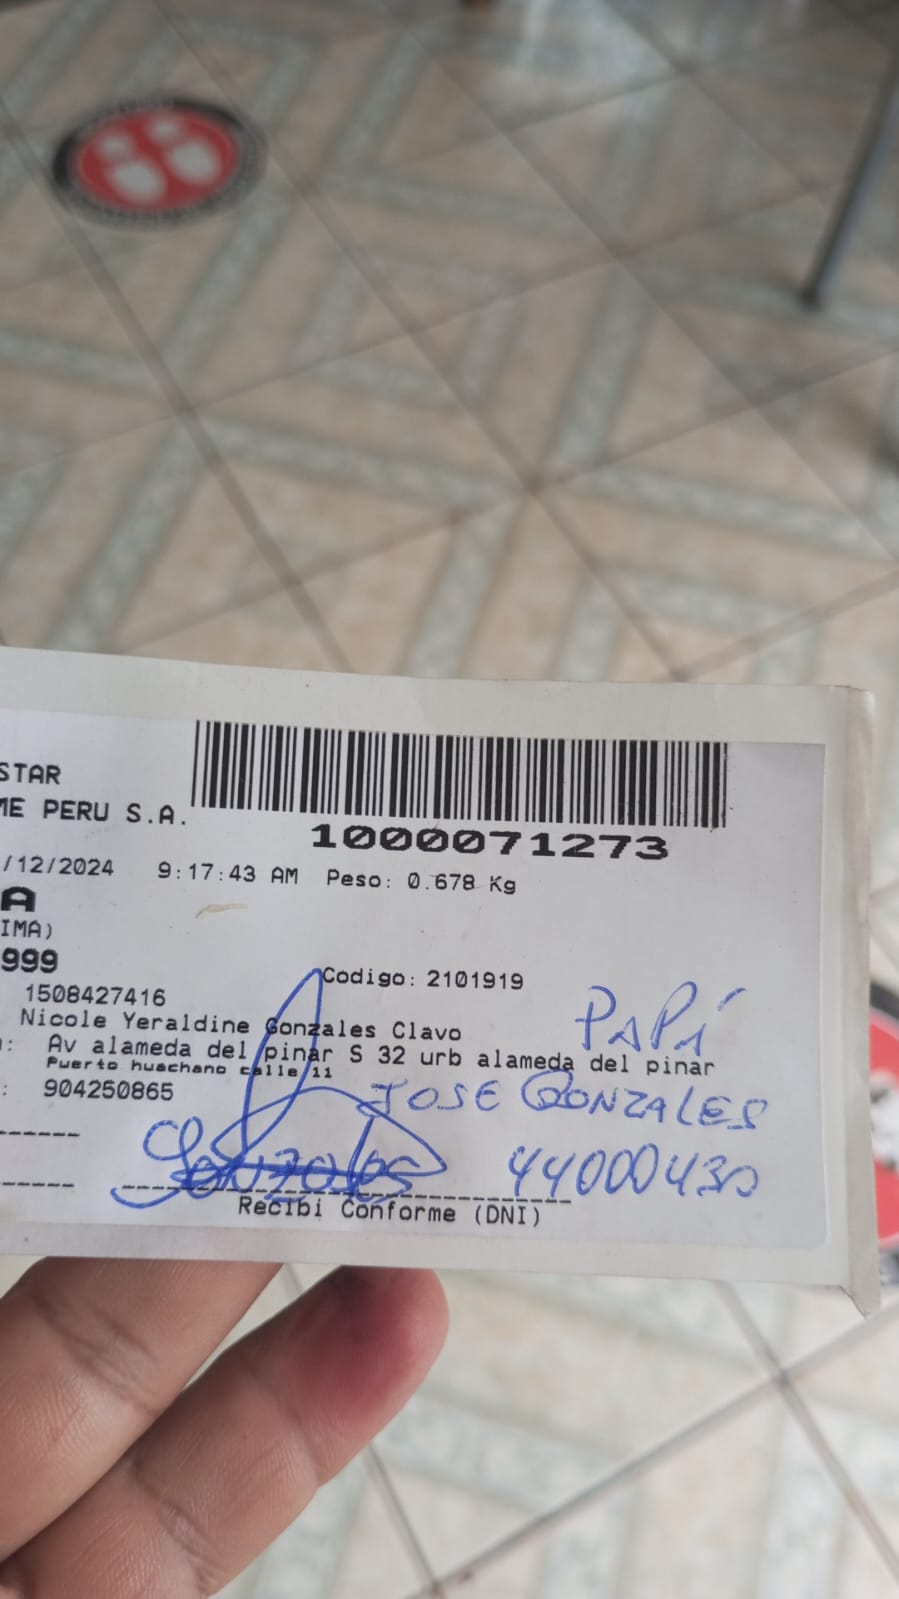 STAR
ME PERU S.A.
1000071273
/12/2024 9:17:43 AM Peso: 0.678 Kg
A
IMA)
999
Codigo: 2101919
1508427416
Nicole Yeraldine Gonzales Clavo
PAPÁ
: Av alameda del pinar S 32 urb alameda del pinar
Puerto huachano calle 11
: 904250865
JOSE GONZALES
Gonzales
44000430
Recibi Conforme (DNI)